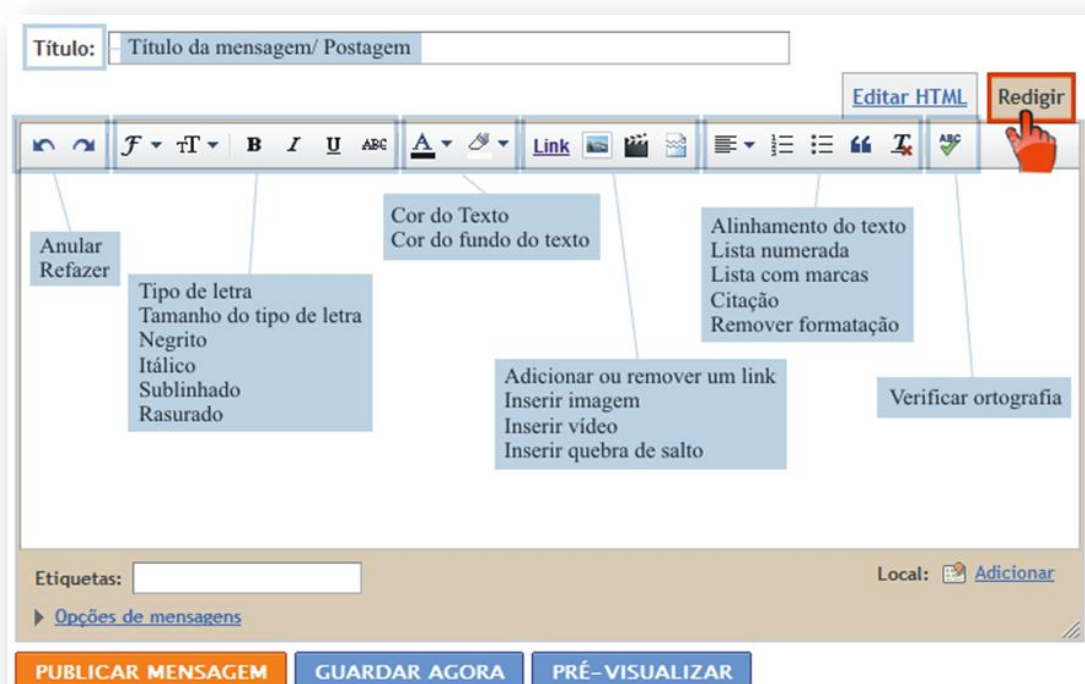 Título: Título da mensagem/ Postagem
Editar HTML Redigir
F T T B I U ABC A Link ABC
Anular
Refazer
Tipo de letra
Tamanho do tipo de letra
Negrito
Itálico
Sublinhado
Rasurado
Cor do Texto
Cor do fundo do texto
Adicionar ou remover um link
Inserir imagem
Inserir vídeo
Inserir quebra de salto
Alinhamento do texto
Lista numerada
Lista com marcas
Citação
Remover formatação
Verificar ortografia
Etiquetas:
Local: Adicionar
Opções de mensagens
PUBLICAR MENSAGEM GUARDAR AGORA PRÉ-VISUALIZAR